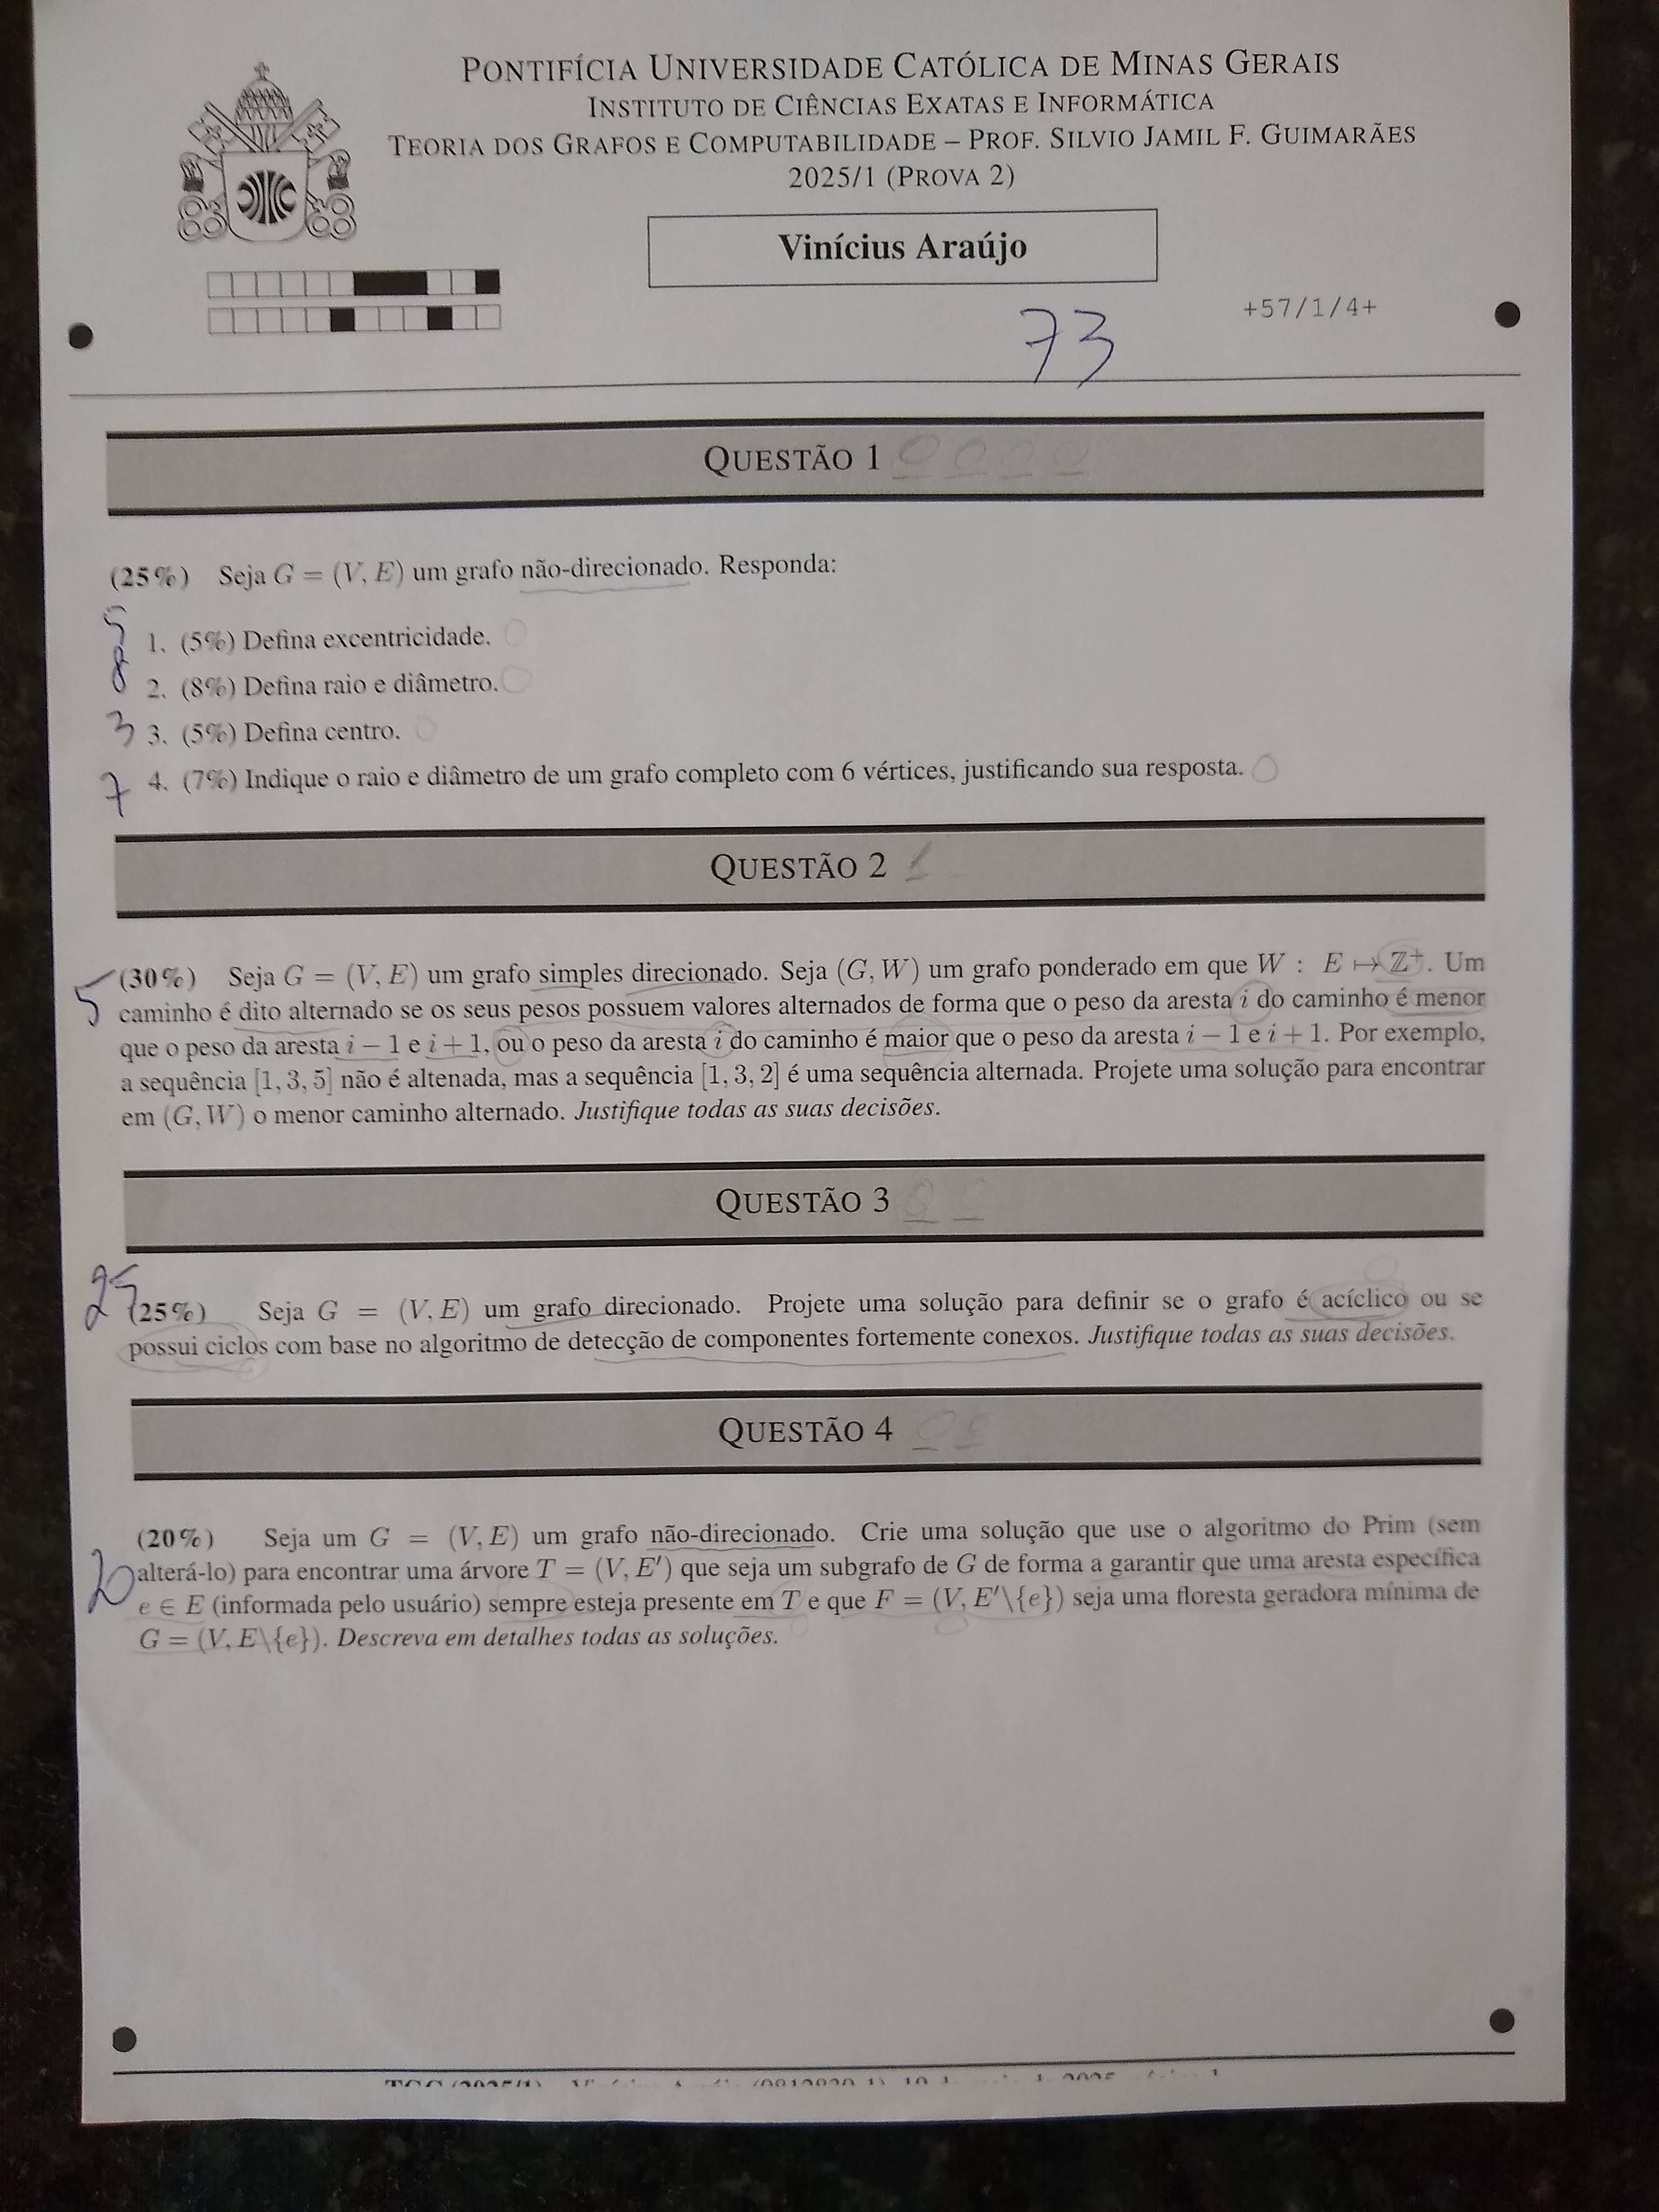 PONTIFÍCIA UNIVERSIDADE CATÓLICA DE MINAS GERAIS
INSTITUTO DE CIÊNCIAS EXATAS E INFORMÁTICA
TEORIA DOS GRAFOS E COMPUTABILIDADE – PROF. SILVIO JAMIL F. GUIMARÃES
2025/1 (PROVA 2)
Vinícius Araújo
+57/1/4+
73
QUESTÃO 1
(25%) Seja G = (V, E) um grafo não-direcionado. Responda:
5 1. (5%) Defina excentricidade.
8 2. (8%) Defina raio e diâmetro.
3 3. (5%) Defina centro.
7 4. (7%) Indique o raio e diâmetro de um grafo completo com 6 vértices, justificando sua resposta.
QUESTÃO 2
5 (30%) Seja G = (V, E) um grafo simples direcionado. Seja (G, W) um grafo ponderado em que W : E ↦ ℤ⁺. Um
caminho é dito alternado se os seus pesos possuem valores alternados de forma que o peso da aresta i do caminho é menor
que o peso da aresta i − 1 e i + 1, ou o peso da aresta i do caminho é maior que o peso da aresta i − 1 e i + 1. Por exemplo,
a sequência [1, 3, 5] não é altenada, mas a sequência [1, 3, 2] é uma sequência alternada. Projete uma solução para encontrar
em (G, W) o menor caminho alternado. Justifique todas as suas decisões.
QUESTÃO 3
25 (25%) Seja G = (V, E) um grafo direcionado. Projete uma solução para definir se o grafo é acíclico ou se
possui ciclos com base no algoritmo de detecção de componentes fortemente conexos. Justifique todas as suas decisões.
QUESTÃO 4
(20%) Seja um G = (V, E) um grafo não-direcionado. Crie uma solução que use o algoritmo do Prim (sem
20 alterá-lo) para encontrar uma árvore T = (V, E′) que seja um subgrafo de G de forma a garantir que uma aresta específica
e ∈ E (informada pelo usuário) sempre esteja presente em T e que F = (V, E′\{e}) seja uma floresta geradora mínima de
G = (V, E\{e}). Descreva em detalhes todas as soluções.